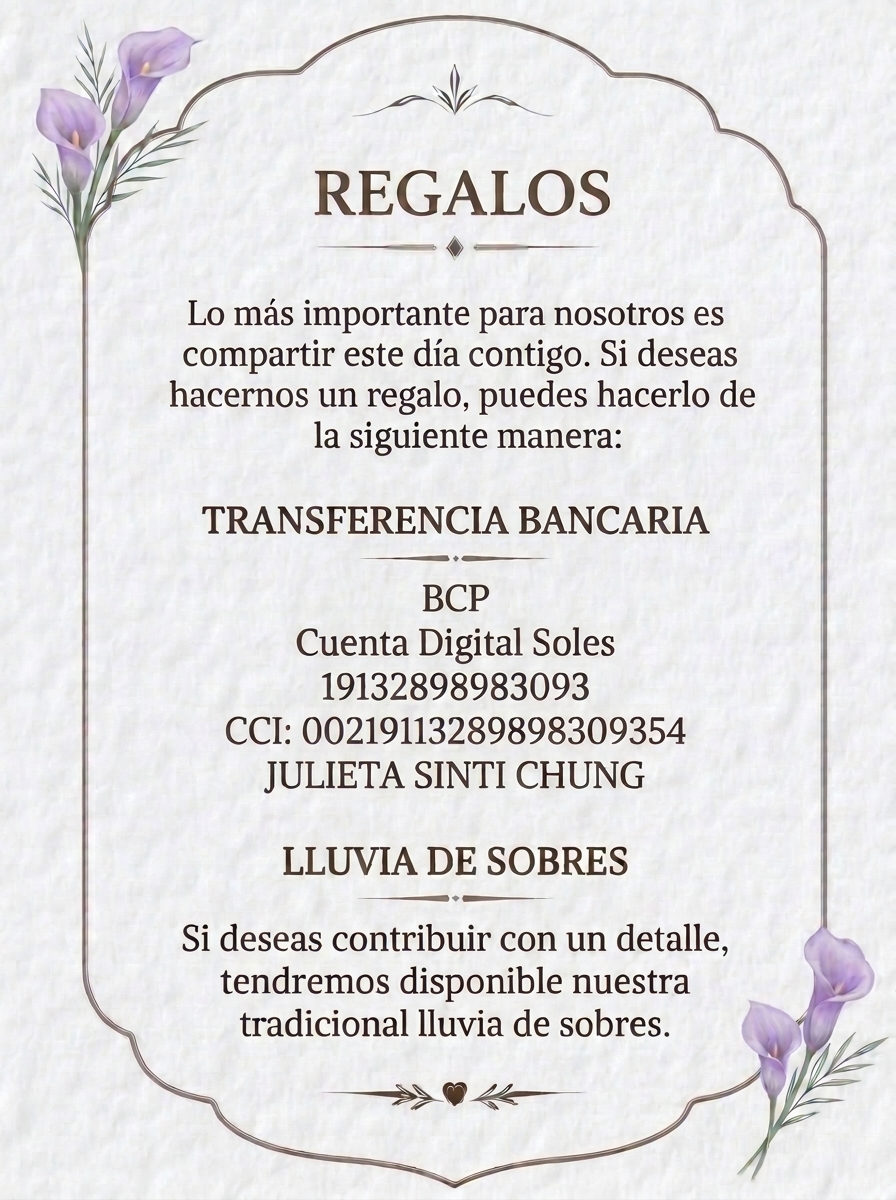 REGALOS
Lo más importante para nosotros es
compartir este día contigo. Si deseas
hacernos un regalo, puedes hacerlo de
la siguiente manera:
TRANSFERENCIA BANCARIA
BCP
Cuenta Digital Soles
19132898983093
CCI: 00219113289898309354
JULIETA SINTI CHUNG
LLUVIA DE SOBRES
Si deseas contribuir con un detalle,
tendremos disponible nuestra
tradicional lluvia de sobres.